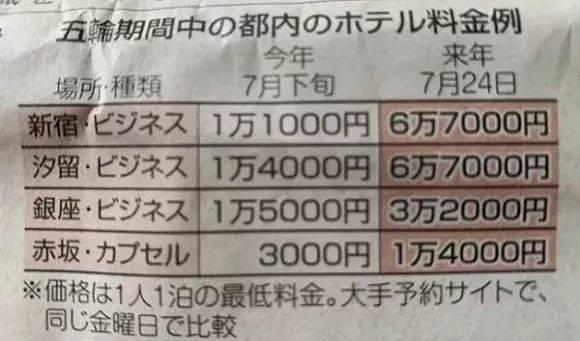 五輪期間中の都内のホテル料金例
今年 来年
場所・種類 7月下旬 7月24日
新宿・ビジネス 1万1000円 6万7000円
汐留・ビジネス 1万4000円 6万7000円
銀座・ビジネス 1万5000円 3万2000円
赤坂・カプセル 3000円 1万4000円
※価格は1人1泊の最低料金。大手予約サイトで、
同じ金曜日で比較